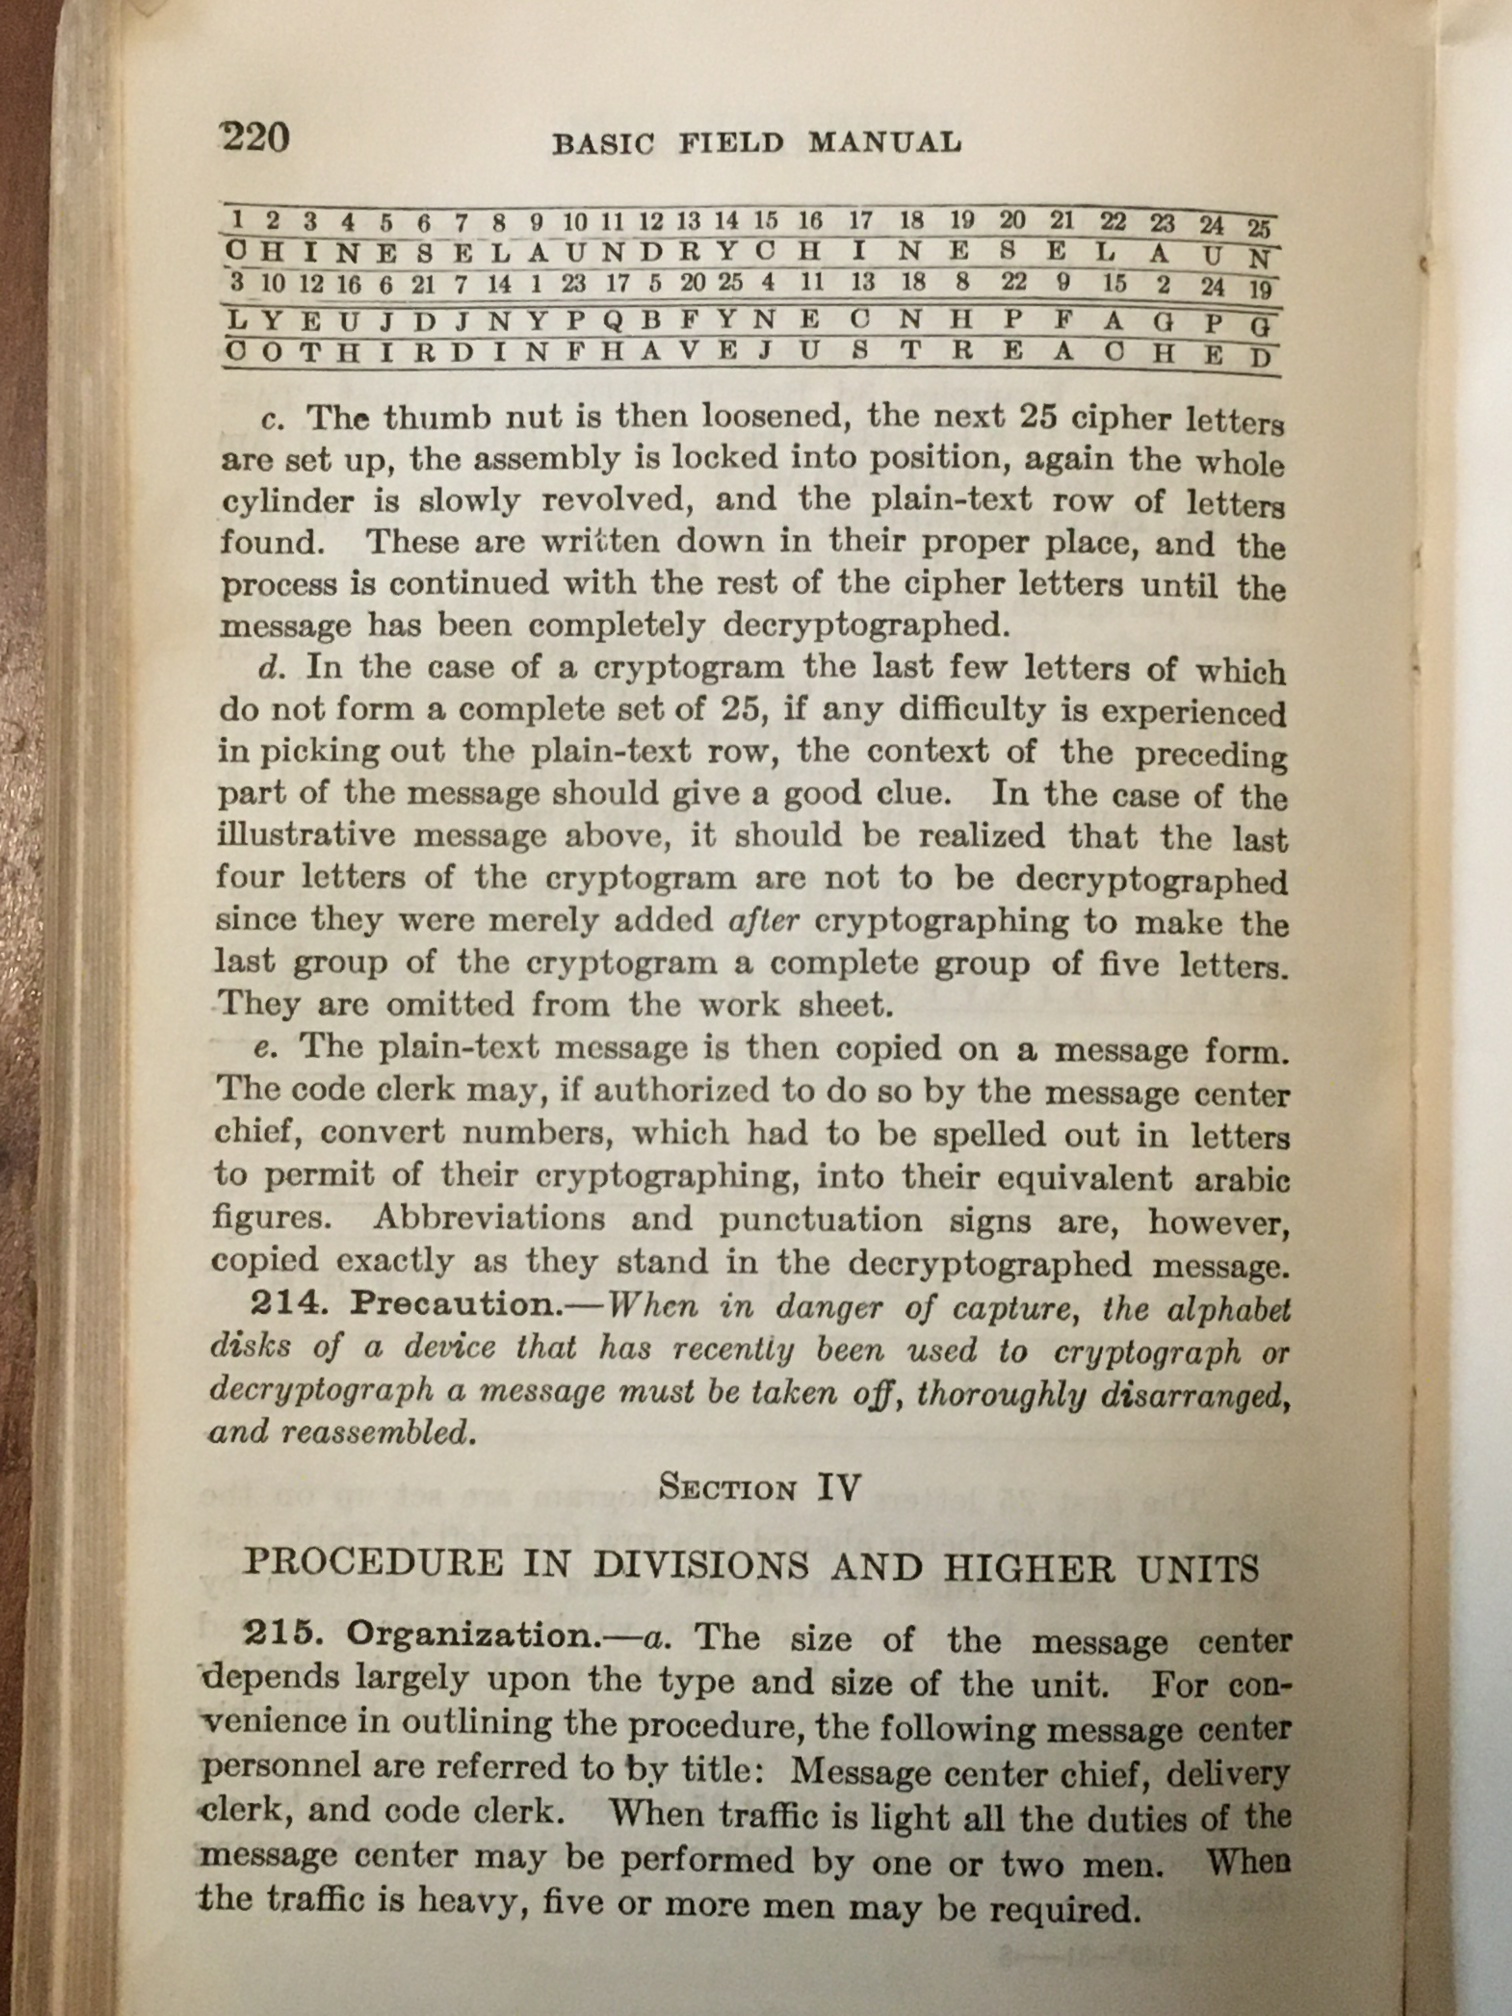 220 BASIC FIELD MANUAL
1 2 3 4 5 6 7 8 9 10 11 12 13 14 15 16 17 18 19 20 21 22 23 24 25
C H I N E S E L A U N D R Y C H I N E S E L A U N
3 10 12 16 6 21 7 14 1 23 17 5 20 25 4 11 13 18 8 22 9 15 2 24 19
L Y E U J D J N Y P Q B F Y N E C N H P F A G P G
C O T H I R D I N F H A V E J U S T R E A C H E D
c. The thumb nut is then loosened, the next 25 cipher letters
are set up, the assembly is locked into position, again the whole
cylinder is slowly revolved, and the plain-text row of letters
found. These are written down in their proper place, and the
process is continued with the rest of the cipher letters until the
message has been completely decryptographed.
d. In the case of a cryptogram the last few letters of which
do not form a complete set of 25, if any difficulty is experienced
in picking out the plain-text row, the context of the preceding
part of the message should give a good clue. In the case of the
illustrative message above, it should be realized that the last
four letters of the cryptogram are not to be decryptographed
since they were merely added after cryptographing to make the
last group of the cryptogram a complete group of five letters.
They are omitted from the work sheet.
e. The plain-text message is then copied on a message form.
The code clerk may, if authorized to do so by the message center
chief, convert numbers, which had to be spelled out in letters
to permit of their cryptographing, into their equivalent arabic
figures. Abbreviations and punctuation signs are, however,
copied exactly as they stand in the decryptographed message.
214. Precaution.—When in danger of capture, the alphabet
disks of a device that has recently been used to cryptograph or
decryptograph a message must be taken off, thoroughly disarranged,
and reassembled.
SECTION IV
PROCEDURE IN DIVISIONS AND HIGHER UNITS
215. Organization.—a. The size of the message center
depends largely upon the type and size of the unit. For con-
venience in outlining the procedure, the following message center
personnel are referred to by title: Message center chief, delivery
clerk, and code clerk. When traffic is light all the duties of the
message center may be performed by one or two men. When
the traffic is heavy, five or more men may be required.